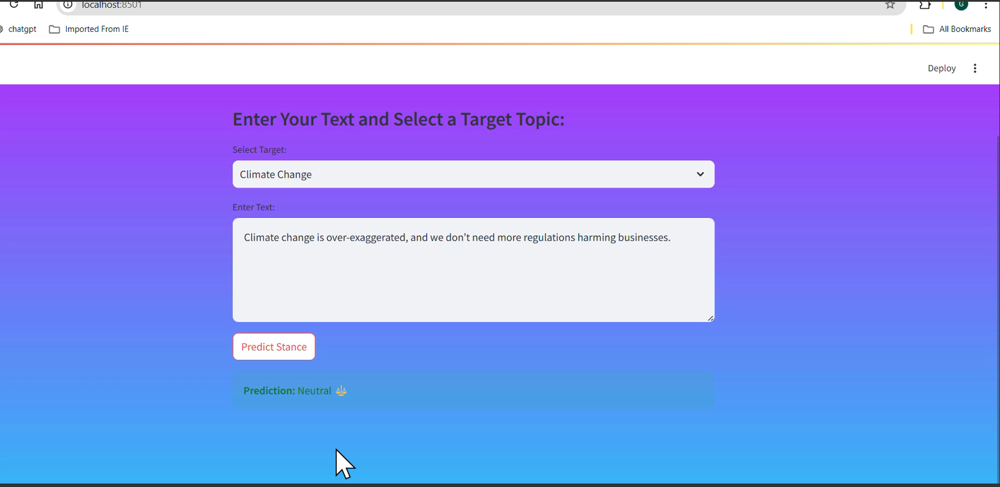 localhost:8501
chatgpt
Imported From IE
All Bookmarks
G
Deploy
Enter Your Text and Select a Target Topic:
Select Target:
Climate Change
Enter Text:
Climate change is over-exaggerated, and we don’t need more regulations harming businesses.
Predict Stance
Prediction: Neutral